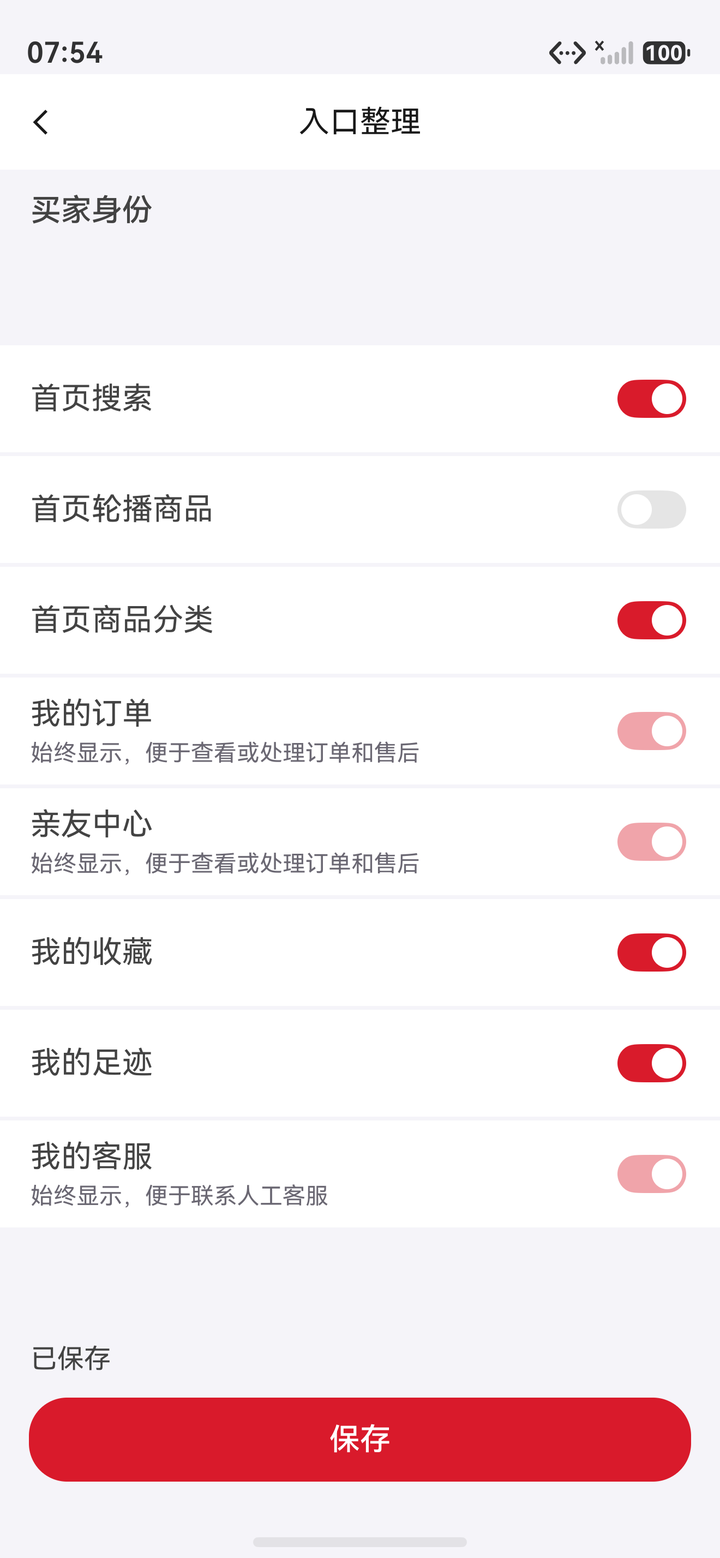 07:54
100
入口整理
买家身份
首页搜索
首页轮播商品
首页商品分类
我的订单
始终显示，便于查看或处理订单和售后
亲友中心
始终显示，便于查看或处理订单和售后
我的收藏
我的足迹
我的客服
始终显示，便于联系人工客服
已保存
保存